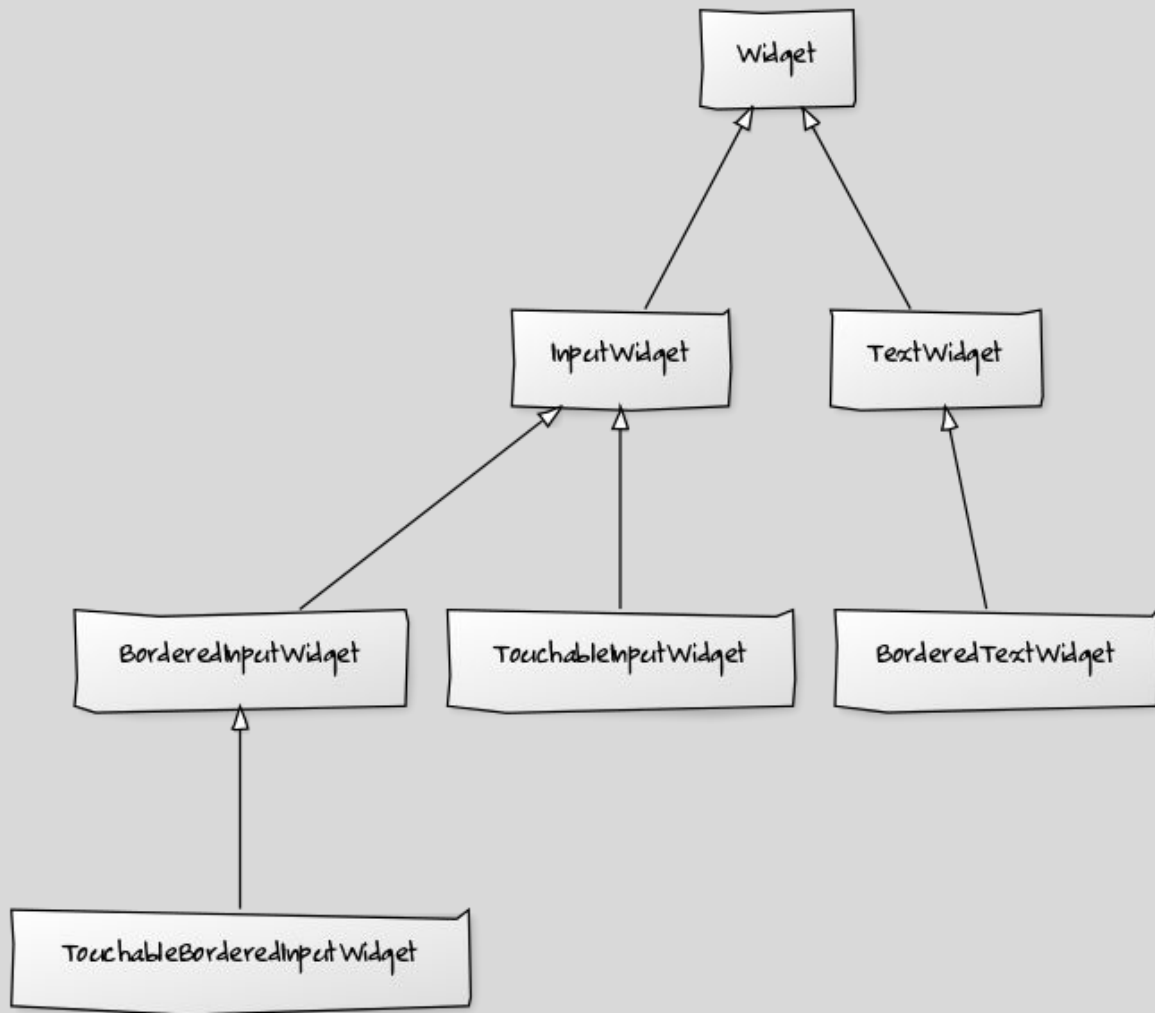 Widget
InputWidget
TextWidget
BorderedInputWidget
TouchableInputWidget
BorderedTextWidget
TouchableBorderedInputWidget